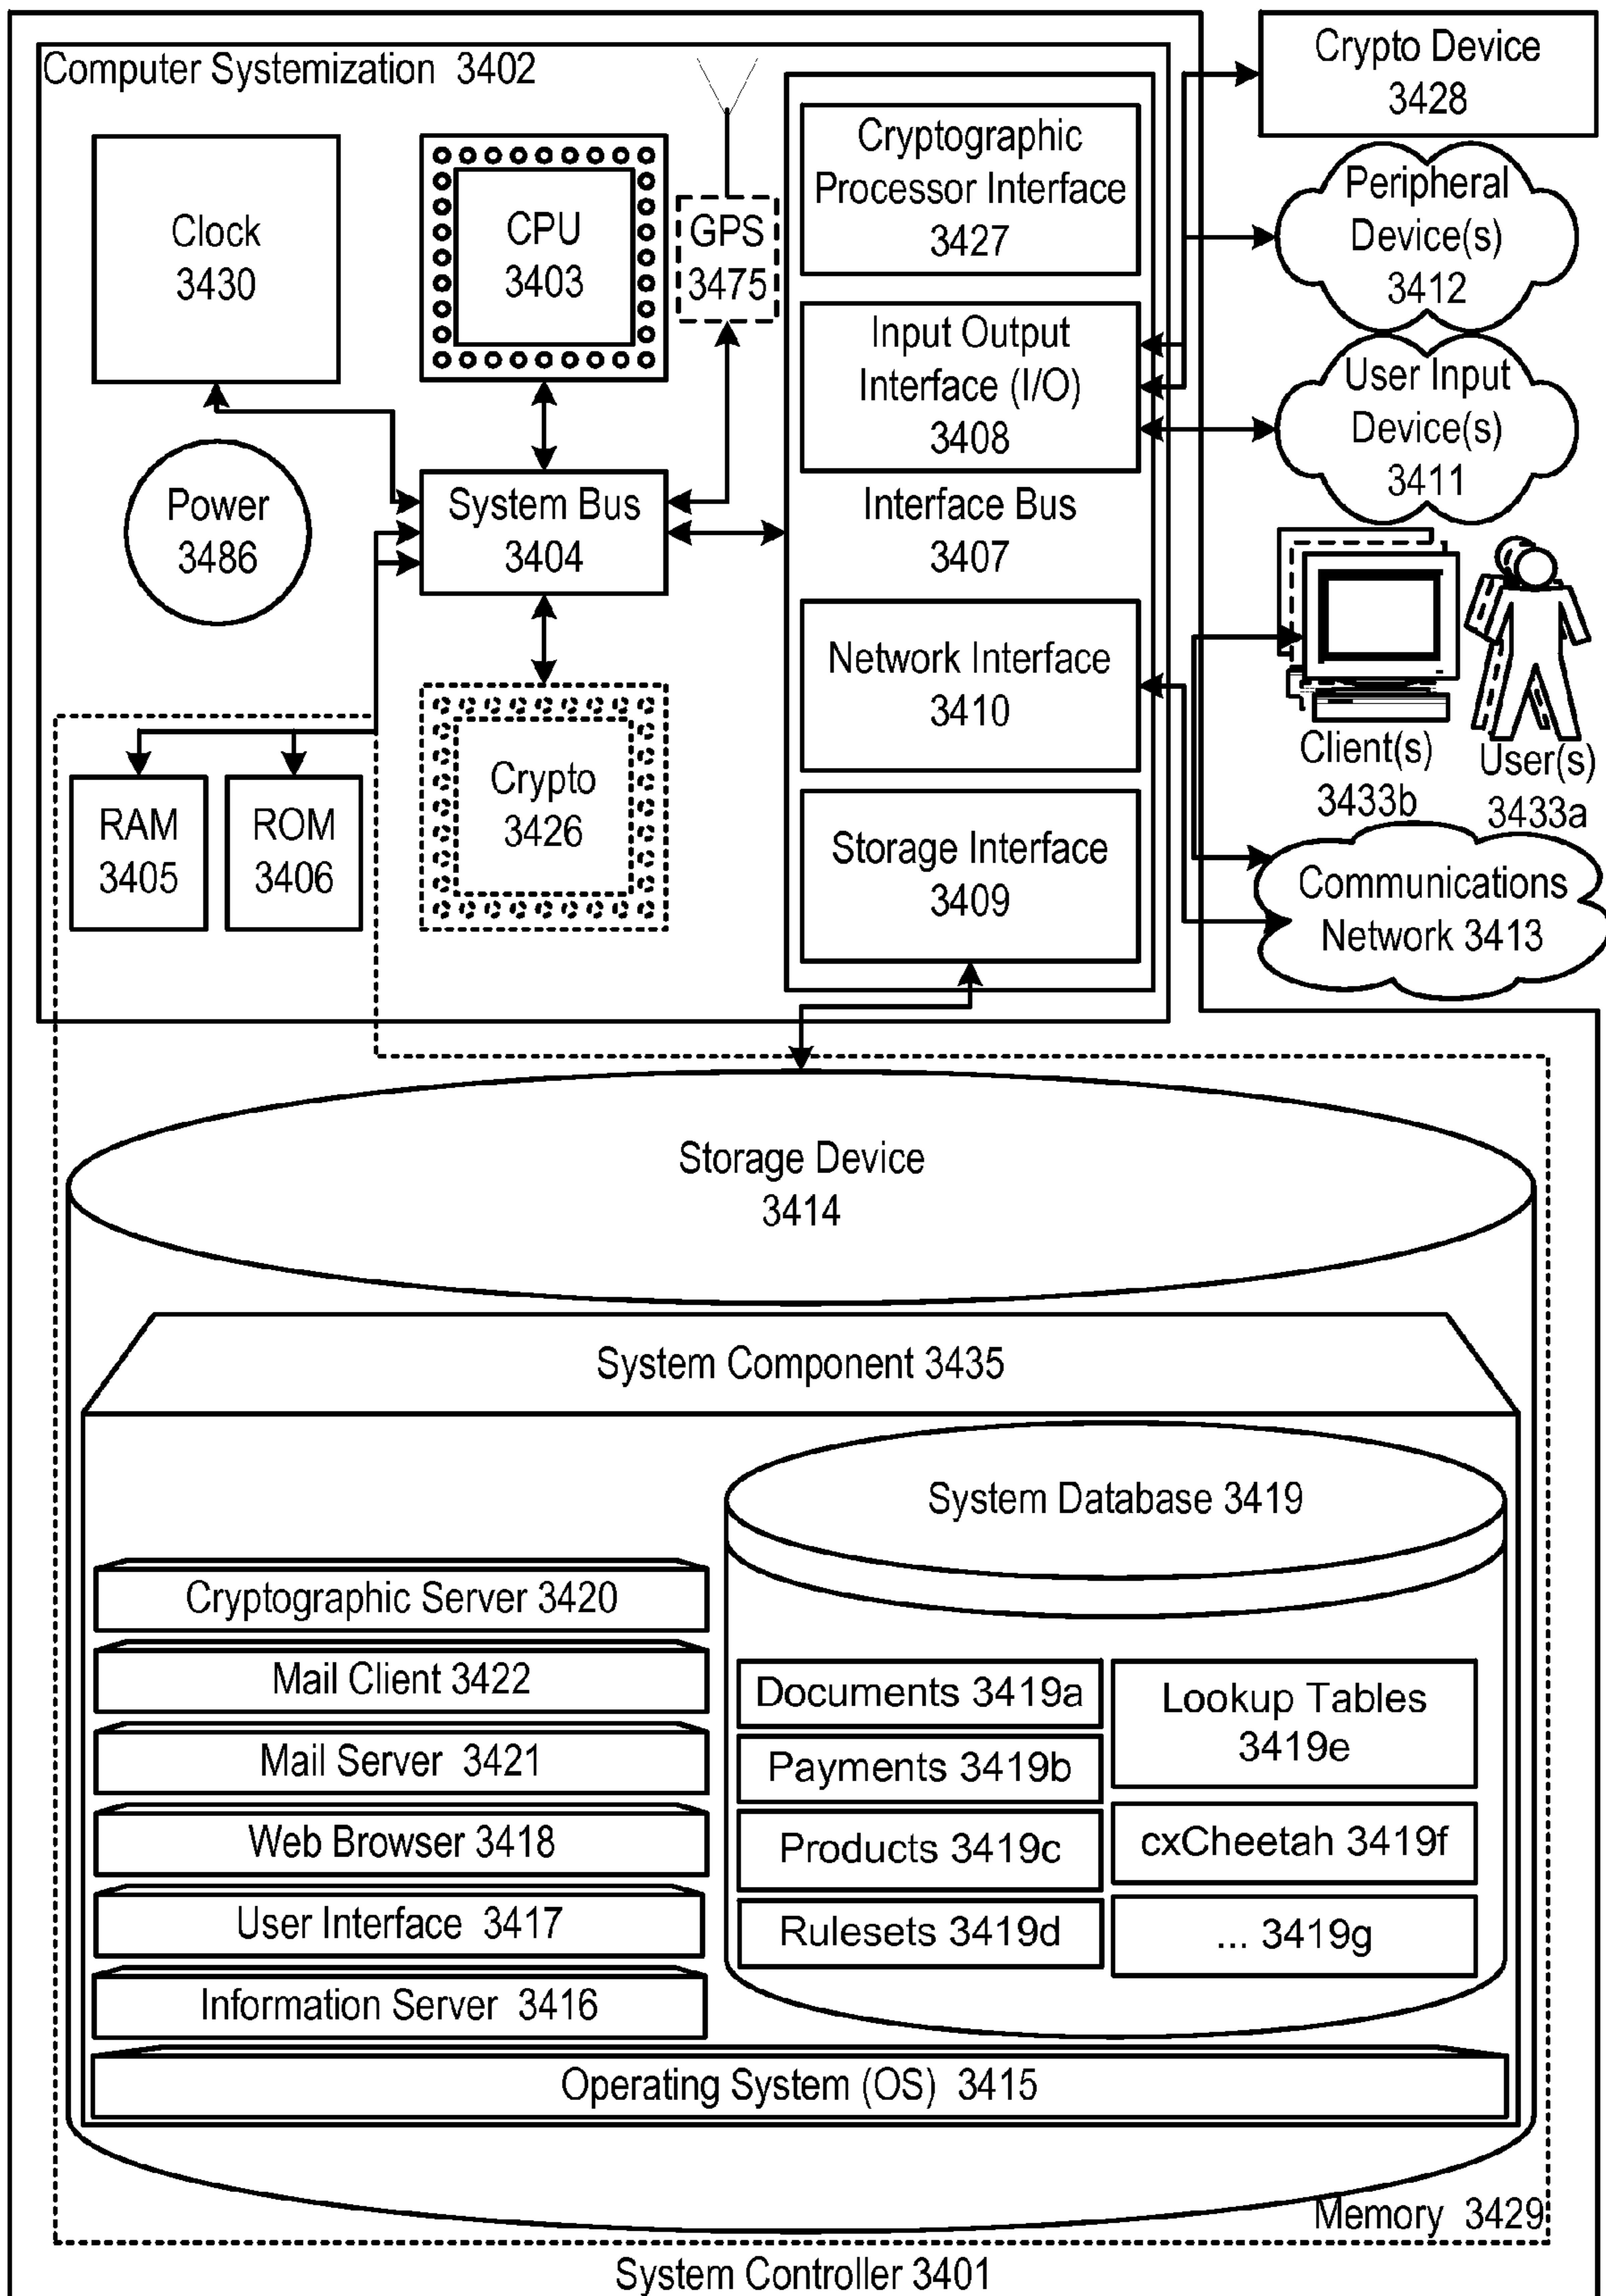 Computer Systemization 3402
Clock
3430
CPU
3403
GPS
3475
Power
3486
System Bus
3404
RAM
3405
ROM
3406
Crypto
3426
Cryptographic
Processor Interface
3427
Input Output
Interface (I/O)
3408
Interface Bus
3407
Network Interface
3410
Storage Interface
3409
Crypto Device
3428
Peripheral
Device(s)
3412
User Input
Device(s)
3411
Client(s)
3433b
User(s)
3433a
Communications
Network 3413
Storage Device
3414
System Component 3435
System Database 3419
Cryptographic Server 3420
Mail Client 3422
Mail Server 3421
Web Browser 3418
User Interface 3417
Information Server 3416
Documents 3419a
Payments 3419b
Products 3419c
Rulesets 3419d
Lookup Tables
3419e
cxCheetah 3419f
... 3419g
Operating System (OS) 3415
Memory 3429
System Controller 3401